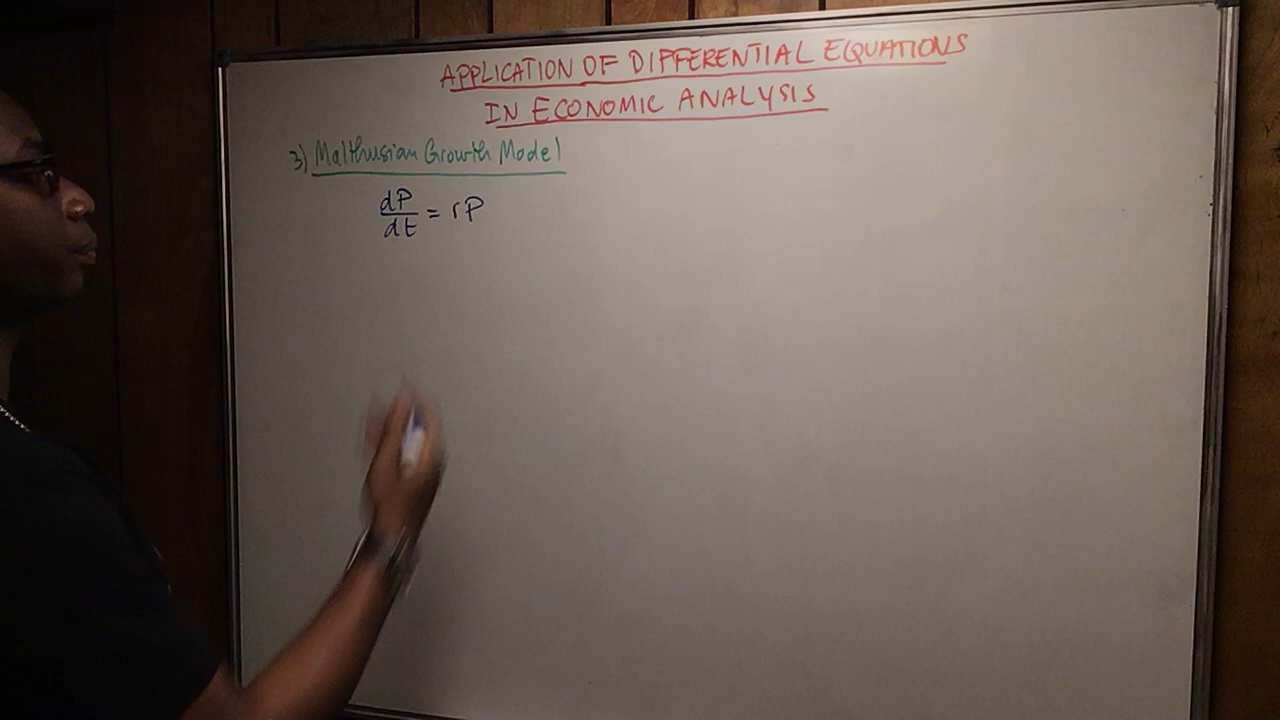 APPLICATION OF DIFFERENTIAL EQUATIONS
IN ECONOMIC ANALYSIS
3) Malthusian Growth Model
dP/dt = rP